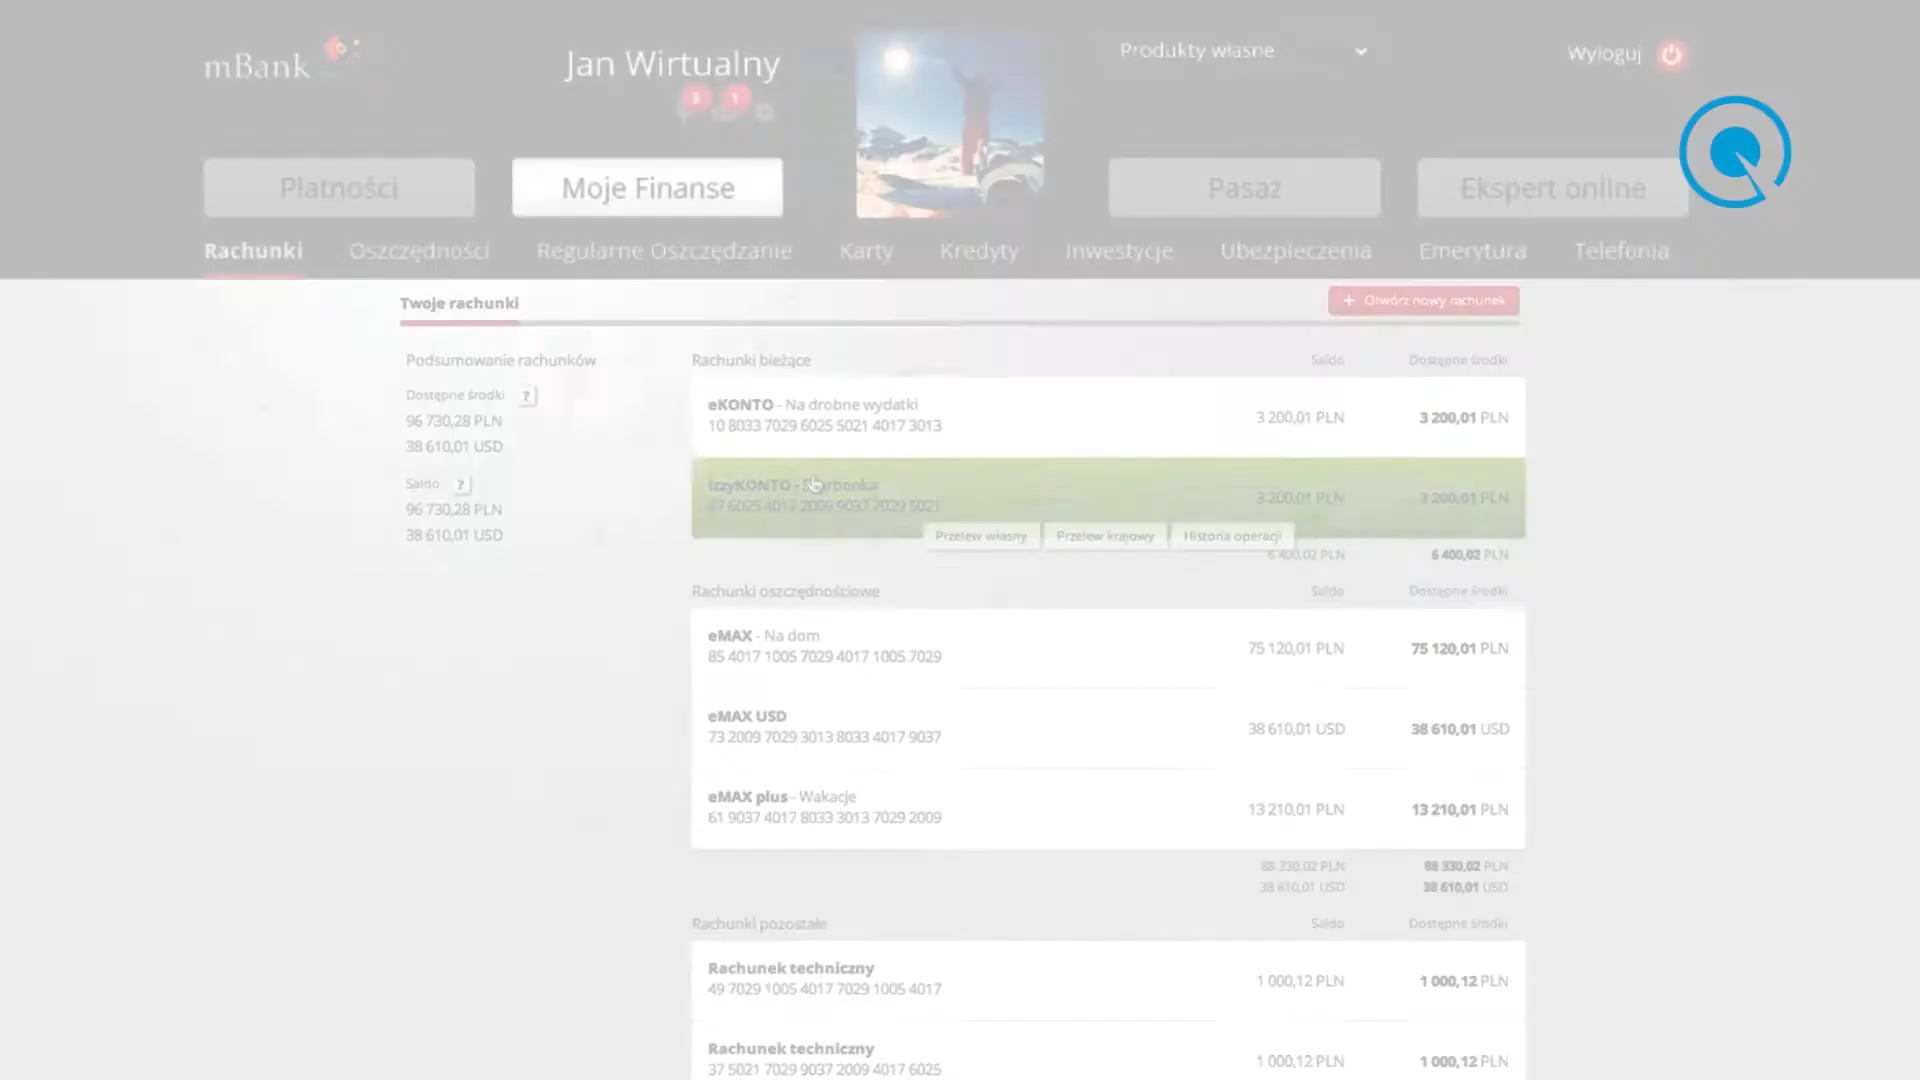 mBank
Jan Wirtualny
3 1
Produkty własne
Wyloguj
Płatności
Moje Finanse
Pasaż
Ekspert online
Rachunki Oszczędności Regularne Oszczędzanie Karty Kredyty Inwestycje Ubezpieczenia Emerytura Telefonia
Twoje rachunki
+ Otwórz nowy rachunek
Podsumowanie rachunków
Dostępne środki ?
96 730,28 PLN
38 610,01 USD
Saldo ?
96 730,28 PLN
38 610,01 USD
Rachunki bieżące Saldo Dostępne środki
eKONTO - Na drobne wydatki
10 8033 7029 6025 5021 4017 3013
3 200,01 PLN 3 200,01 PLN
izzyKONTO -
67 6025 4017 2009 9037 7029 5021
3 200,01 PLN 3 200,01 PLN
Przelew własny Przelew krajowy Historia operacji
6 400,02 PLN 6 400,02 PLN
Rachunki oszczędnościowe Saldo Dostępne środki
eMAX - Na dom
85 4017 1005 7029 4017 1005 7029
75 120,01 PLN 75 120,01 PLN
eMAX USD
73 2009 7029 3013 8033 4017 9037
38 610,01 USD 38 610,01 USD
eMAX plus - Wakacje
61 9037 4017 8033 3013 7029 2009
13 210,01 PLN 13 210,01 PLN
88 330,02 PLN 88 330,02 PLN
38 610,01 USD 38 610,01 USD
Rachunki pozostałe Saldo Dostępne środki
Rachunek techniczny
49 7029 1005 4017 7029 1005 4017
1 000,12 PLN 1 000,12 PLN
Rachunek techniczny
37 5021 7029 9037 2009 4017 6025
1 000,12 PLN 1 000,12 PLN